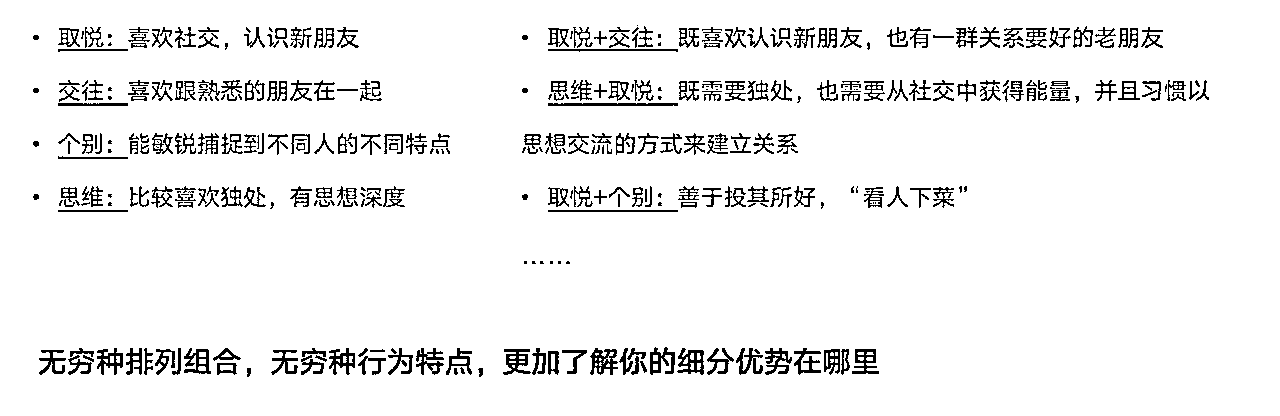 • 取悦：喜欢社交，认识新朋友
• 交往：喜欢跟熟悉的朋友在一起
• 个别：能敏锐捕捉到不同人的不同特点
• 思维：比较喜欢独处，有思想深度
• 取悦+交往：既喜欢认识新朋友，也有一群关系要好的老朋友
• 思维+取悦：既需要独处，也需要从社交中获得能量，并且习惯以
思想交流的方式来建立关系
• 取悦+个别：善于投其所好，“看人下菜”
……
无穷种排列组合，无穷种行为特点，更加了解你的细分优势在哪里